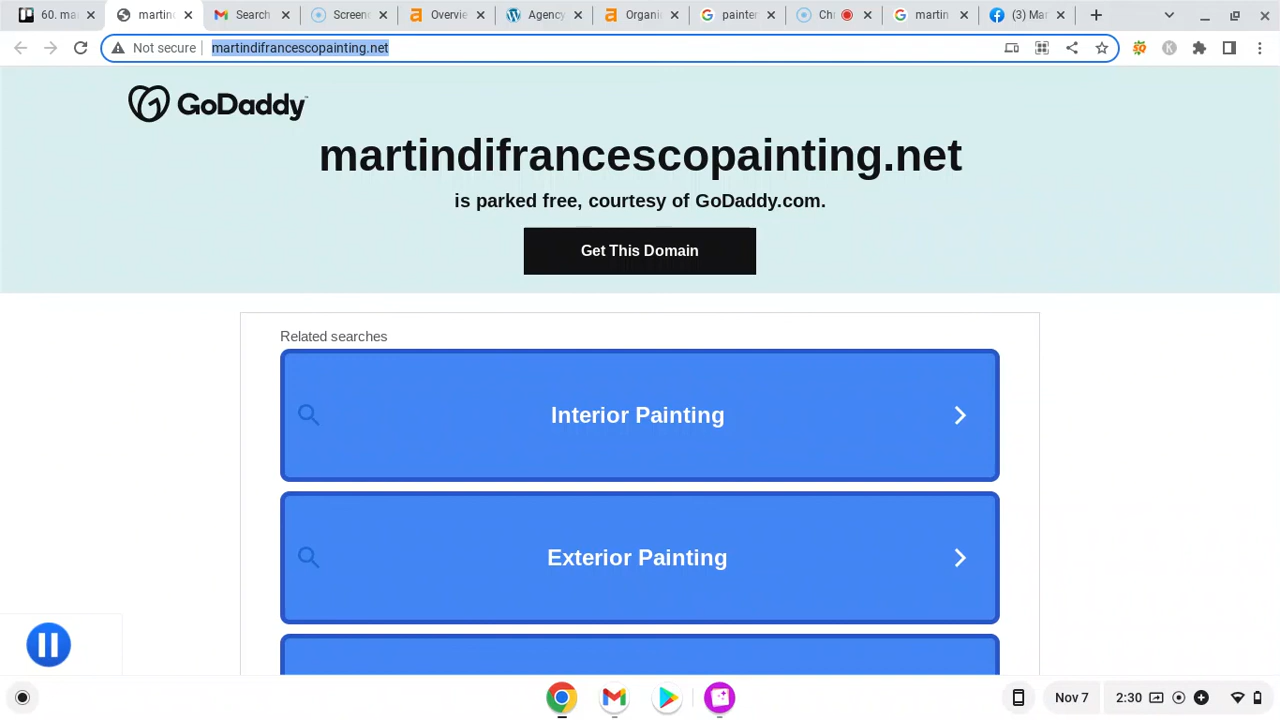 60. ma
martin
Search
Screen
Overvie
Agency
Organi
painter
Chr
martin
(3) Mar
Not secure
martindifrancescopainting.net
GoDaddy
martindifrancescopainting.net
is parked free, courtesy of GoDaddy.com.
Get This Domain
Related searches
Interior Painting
Exterior Painting
Nov 7
2:30